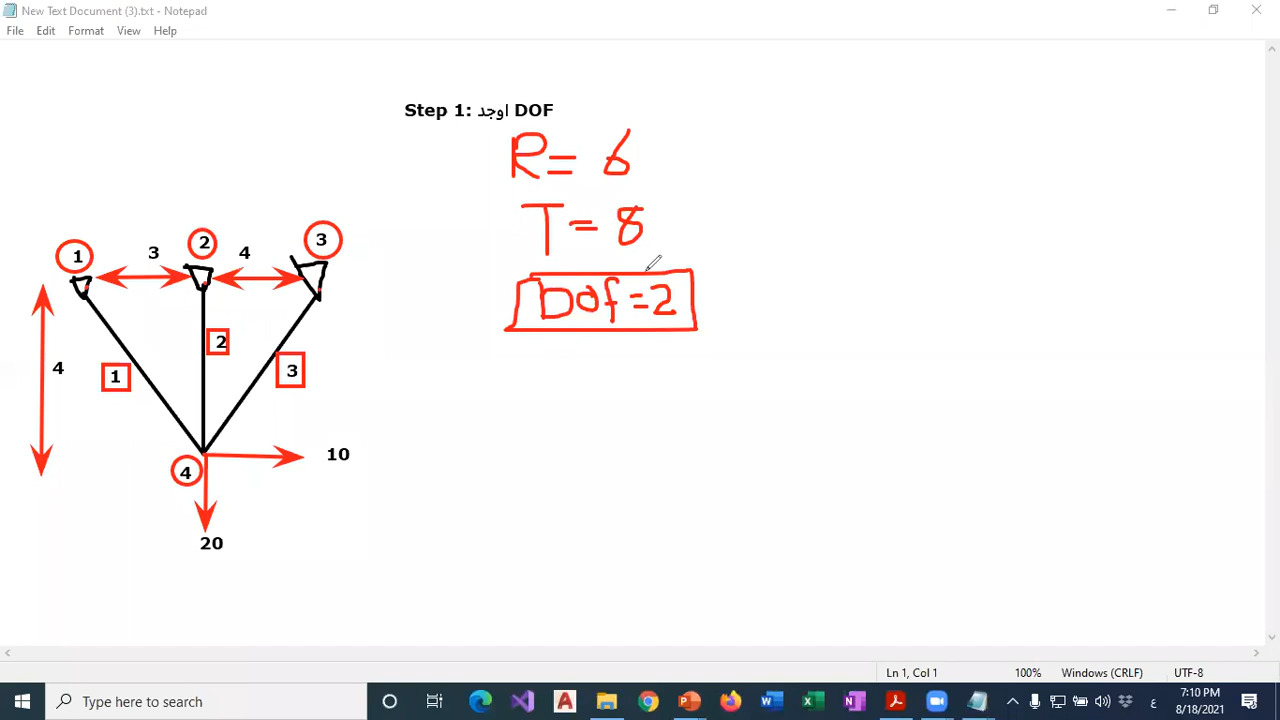 New Text Document (3).txt - Notepad
File Edit Format View Help
Step 1: اوجد DOF
R= 6
T = 8
Dof =2
1
3
2
4
3
4
1
2
3
4
10
20
Ln 1, Col 1
100%
Windows (CRLF)
UTF-8
Type here to search
ع
7:10 PM
8/18/2021